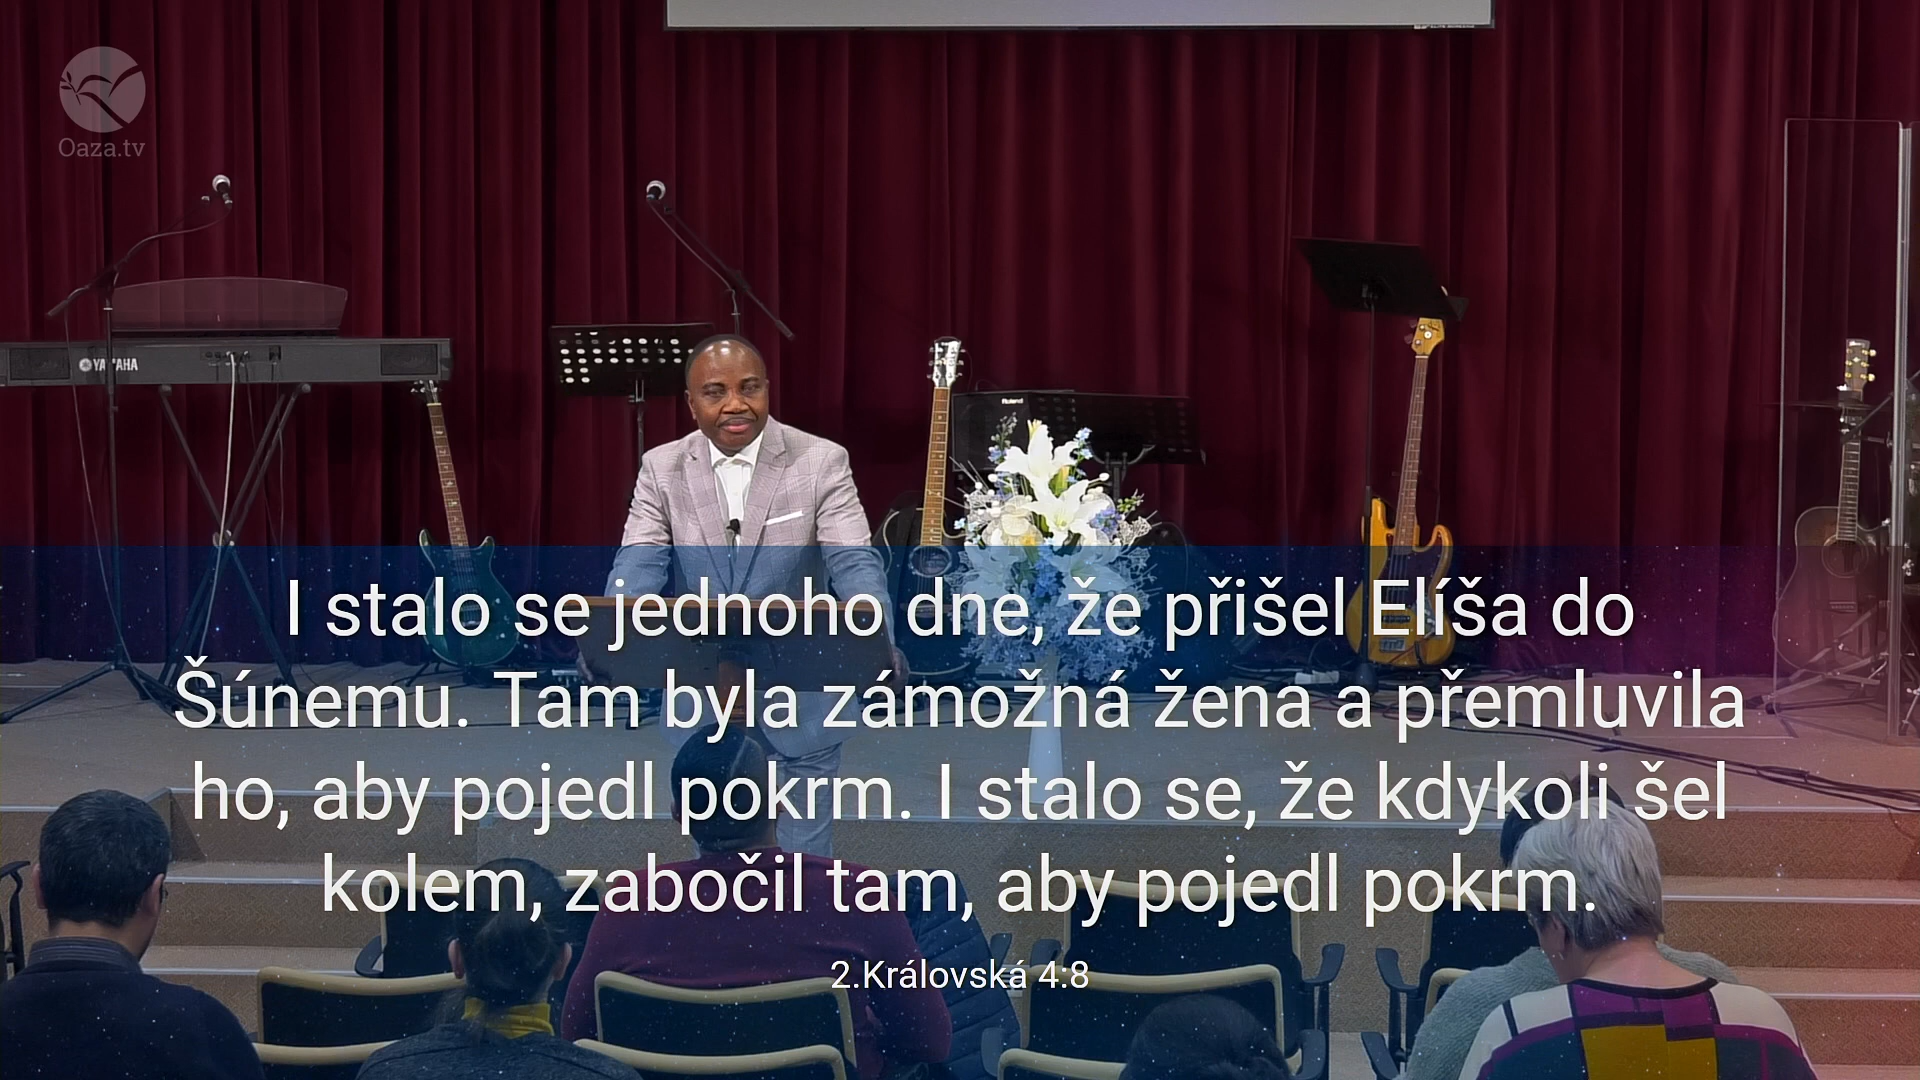 Oaza.tv
YAMAHA
Roland
I stalo se jednoho dne, že přišel Elíša do
Šúnemu. Tam byla zámožná žena a přemluvila
ho, aby pojedl pokrm. I stalo se, že kdykoli šel
kolem, zabočil tam, aby pojedl pokrm.
2.Královská 4:8